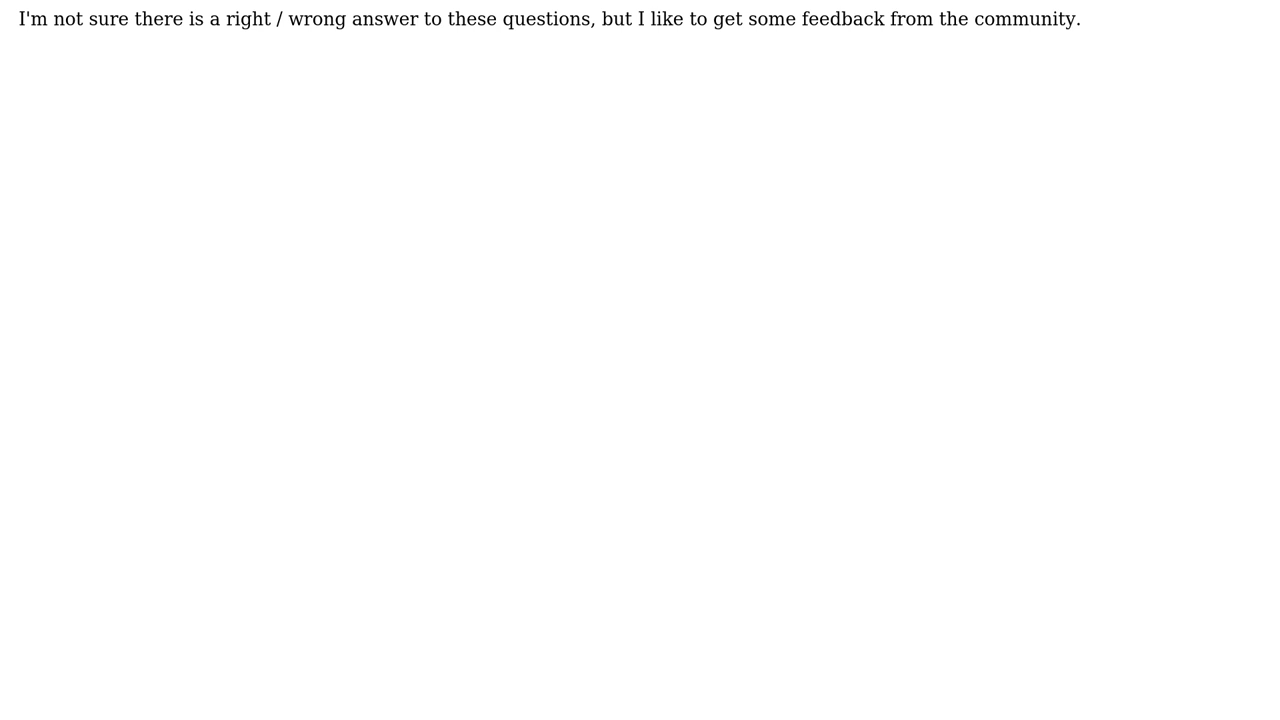 I'm not sure there is a right / wrong answer to these questions, but I like to get some feedback from the community.